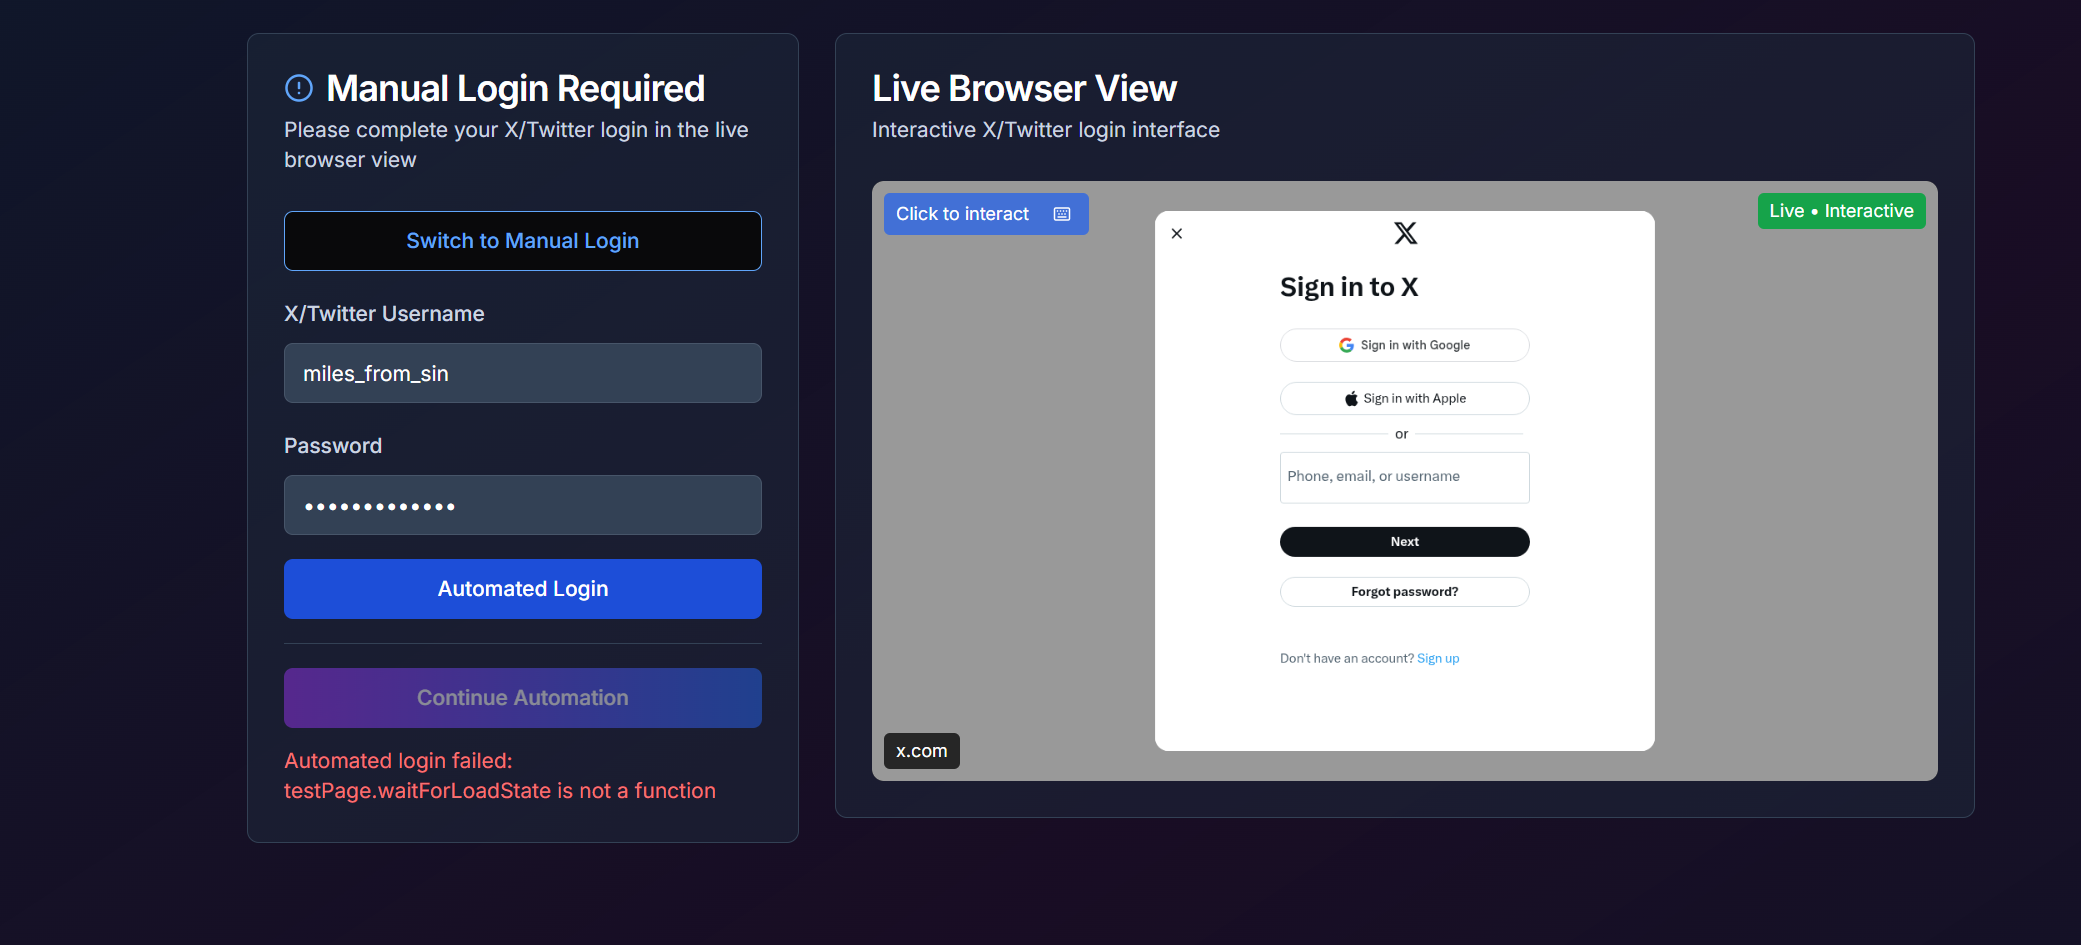 Manual Login Required
Please complete your X/Twitter login in the live
browser view
Switch to Manual Login
X/Twitter Username
miles_from_sin
Password
•••••••••••••
Automated Login
Continue Automation
Automated login failed:
testPage.waitForLoadState is not a function
Live Browser View
Interactive X/Twitter login interface
Click to interact
Live • Interactive
Sign in to X
Sign in with Google
Sign in with Apple
or
Phone, email, or username
Next
Forgot password?
Don't have an account? Sign up
x.com